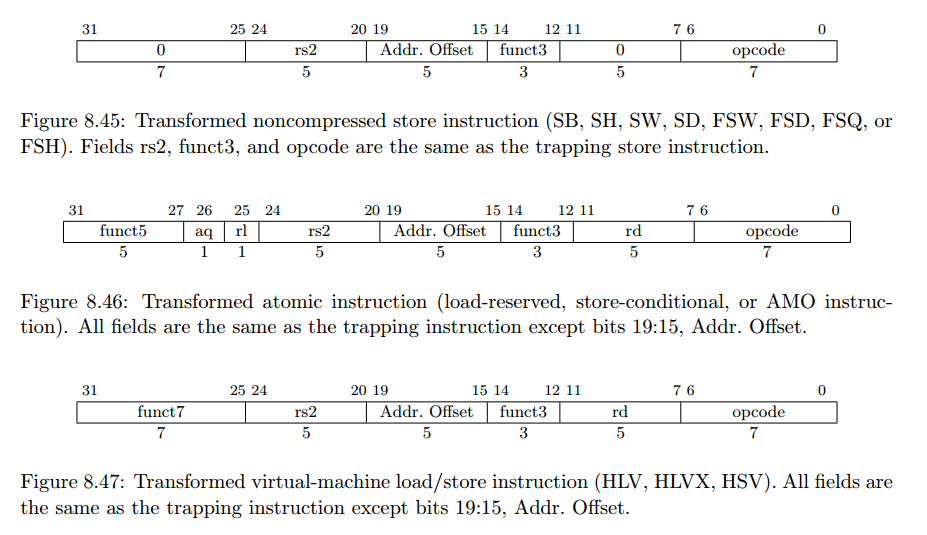 31 25 24 20 19 15 14 12 11 7 6 0
0 rs2 Addr. Offset funct3 0 opcode
7 5 5 3 5 7
Figure 8.45: Transformed noncompressed store instruction (SB, SH, SW, SD, FSW, FSD, FSQ, or
FSH). Fields rs2, funct3, and opcode are the same as the trapping store instruction.
31 27 26 25 24 20 19 15 14 12 11 7 6 0
funct5 aq rl rs2 Addr. Offset funct3 rd opcode
5 1 1 5 5 3 5 7
Figure 8.46: Transformed atomic instruction (load-reserved, store-conditional, or AMO instruc-
tion). All fields are the same as the trapping instruction except bits 19:15, Addr. Offset.
31 25 24 20 19 15 14 12 11 7 6 0
funct7 rs2 Addr. Offset funct3 rd opcode
7 5 5 3 5 7
Figure 8.47: Transformed virtual-machine load/store instruction (HLV, HLVX, HSV). All fields are
the same as the trapping instruction except bits 19:15, Addr. Offset.